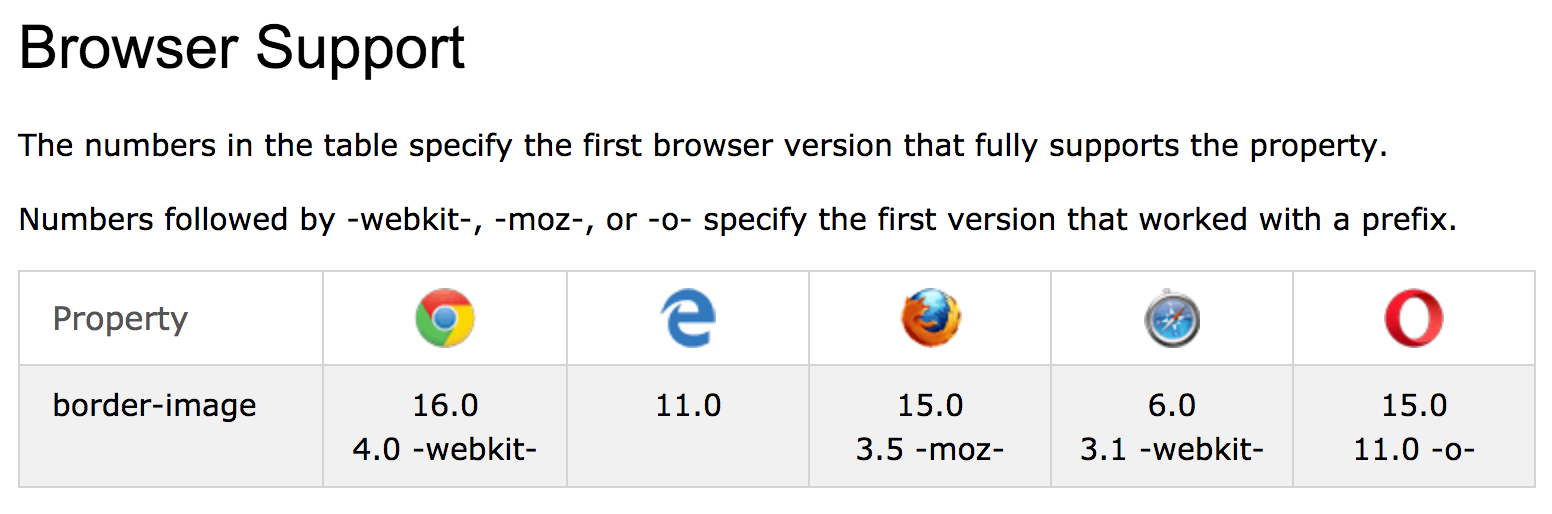 Browser Support
The numbers in the table specify the first browser version that fully supports the property.
Numbers followed by -webkit-, -moz-, or -o- specify the first version that worked with a prefix.
Property
border-image 16.0 11.0 15.0 6.0 15.0
4.0 -webkit- 3.5 -moz- 3.1 -webkit- 11.0 -o-